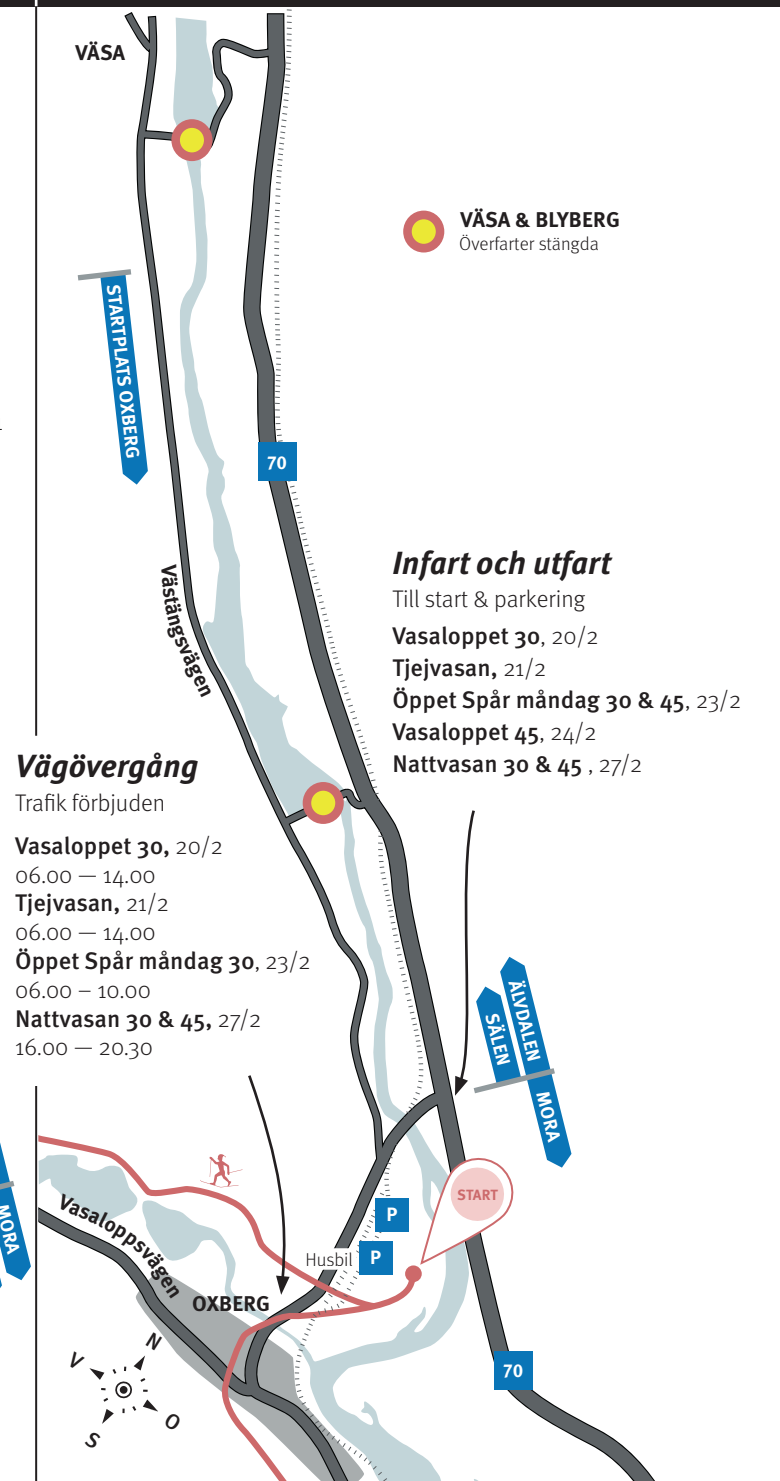 VÄSA
VÄSA & BLYBERG
Överfarter stängda
STARTPLATS OXBERG
70
Västängsvägen
Infart och utfart
Till start & parkering
Vasaloppet 30, 20/2
Tjejvasan, 21/2
Öppet Spår måndag 30 & 45, 23/2
Vasaloppet 45, 24/2
Nattvasan 30 & 45 , 27/2
Vägövergång
Trafik förbjuden
Vasaloppet 30, 20/2
06.00 — 14.00
Tjejvasan, 21/2
06.00 — 14.00
Öppet Spår måndag 30, 23/2
06.00 – 10.00
Nattvasan 30 & 45, 27/2
16.00 — 20.30
SÄLEN
ÄLVDALEN
MORA
START
P
Husbil
P
MORA
Vasaloppsvägen
OXBERG
N
V
O
S
70